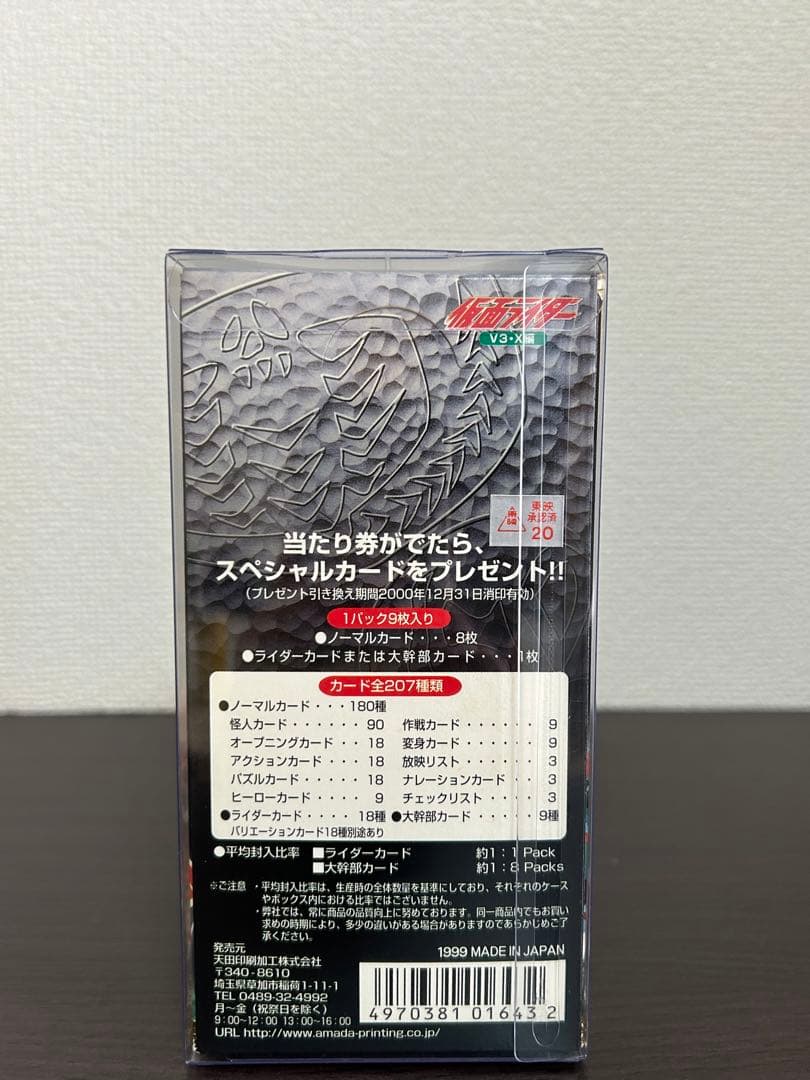 仮面ライダー
V3・X編
東映
承認済
東映
20
当たり券がでたら、
スペシャルカードをプレゼント!!
(プレゼント引き換え期間2000年12月31日消印有効)
1パック9枚入り
●ノーマルカード・・・8枚
●ライダーカードまたは大幹部カード・・・1枚
カード全207種類
●ノーマルカード・・・180種
怪人カード・・・・・・90 作戦カード・・・・・・9
オープニングカード・・18 変身カード・・・・・・9
アクションカード・・・18 放映リスト・・・・・・3
パズルカード・・・・・18 ナレーションカード・・3
ヒーローカード・・・・9 チェックリスト・・・・3
●ライダーカード・・・・18種 ●大幹部カード・・・・9種
バリエーションカード18種別途あり
●平均封入比率 ■ライダーカード 約1:1 Pack
■大幹部カード 約1:8 Packs
※ご注意 ・平均封入比率は、生産時の全体数量を基準にしており、それぞれのケース
やボックス内における比率ではございません。
・弊社では、常に商品の品質向上に努めております。同一商品内でもお買い
求めの時期により、多少の違いがある場合がありますのであらかじめご了
承ください。
発売元
天田印刷加工株式会社
〒340-8610
埼玉県草加市稲荷1-11-1
TEL 0489-32-4992
月~金(祝祭日を除く)
9:00~12:00 13:00~16:00
URL http://www.amada-printing.co.jp/
1999 MADE IN JAPAN
4970381 01643 2